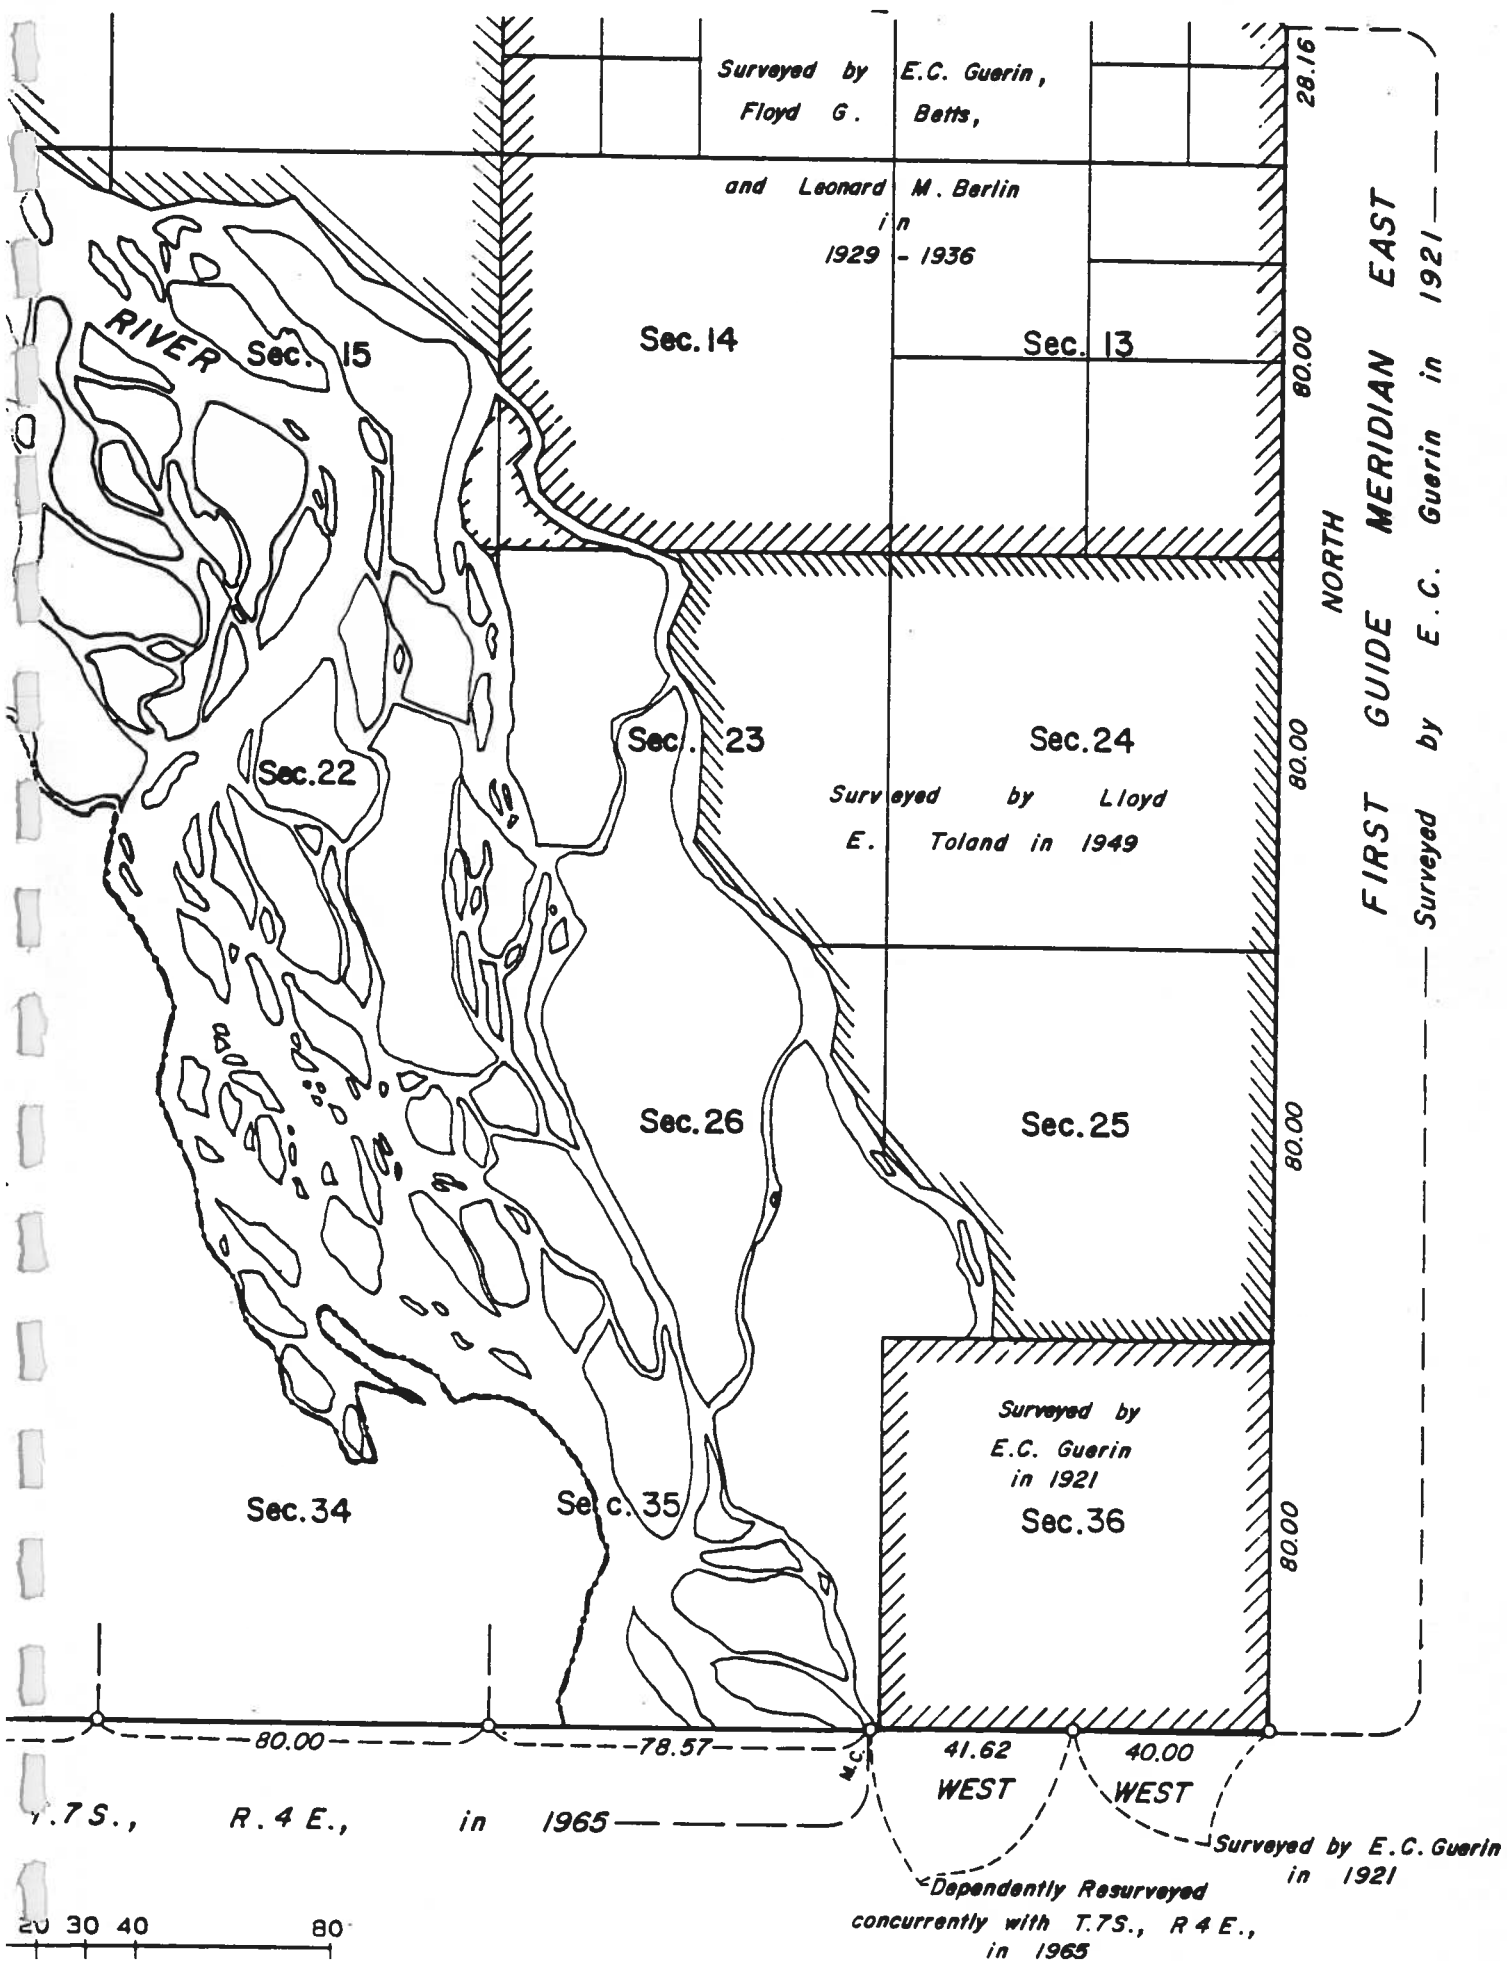 Surveyed by E.C. Guerin,
Floyd G. Betts,
and Leonard M. Berlin
in
1929 - 1936
28.16
RIVER
Sec. 15
Sec. 14
Sec. 13
80.00
NORTH
FIRST GUIDE MERIDIAN EAST
Surveyed by E.C. Guerin in 1921
Sec. 22
Sec. 23
Sec. 24
80.00
Surveyed by Lloyd
E. Toland in 1949
Sec. 26
Sec. 25
80.00
Surveyed by
E.C. Guerin
in 1921
Sec. 34
Sec. 35
Sec. 36
80.00
80.00
78.57
M.C.
41.62
WEST
40.00
WEST
T.7S., R.4E., in 1965
Surveyed by E.C. Guerin
in 1921
Dependently Resurveyed
concurrently with T.7S., R4E.,
in 1965
20 30 40 80